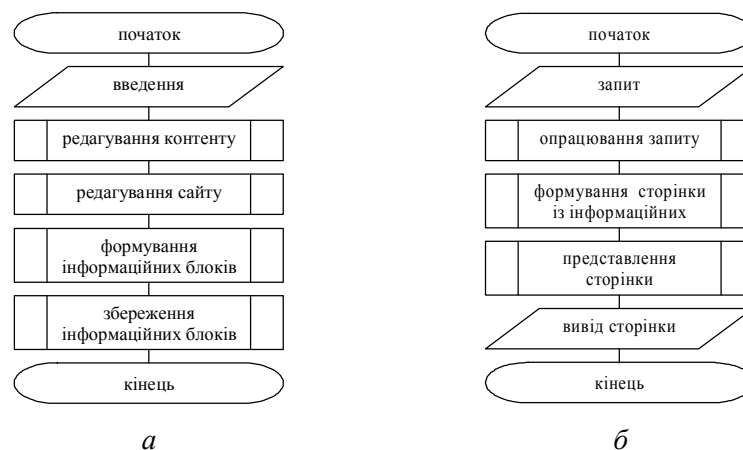 початок
введення
редагування контенту
редагування сайту
формування
інформаційних блоків
збереження
інформаційних блоків
кінець
а
початок
запит
опрацювання запиту
формування сторінки
із інформаційних
представлення
сторінки
вивід сторінки
кінець
б